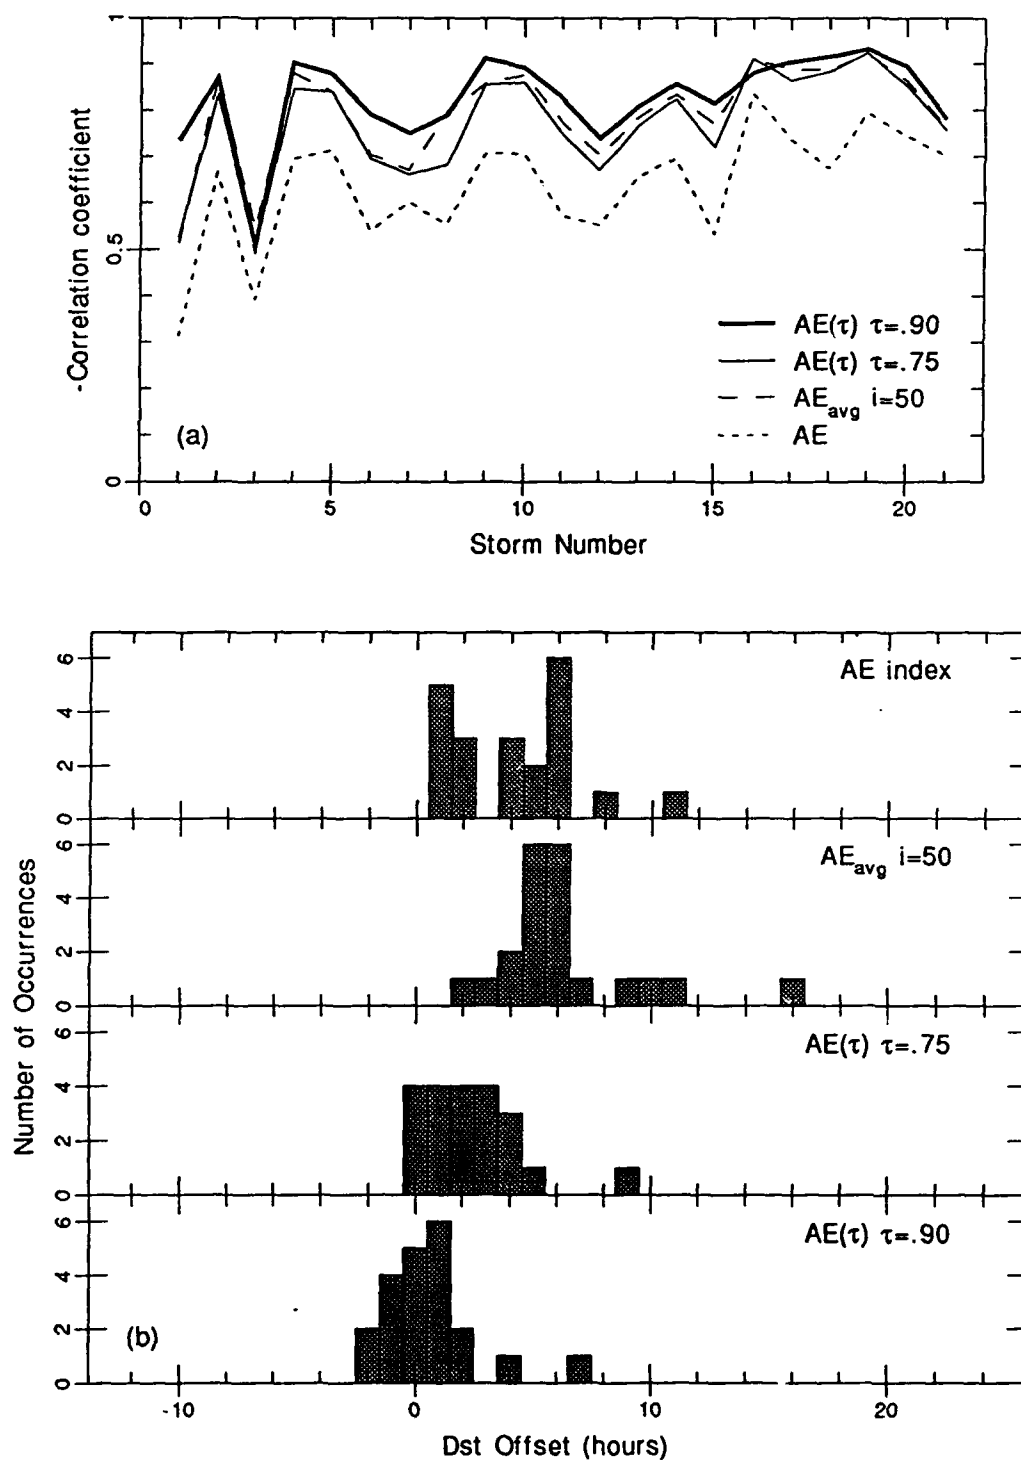 1
0.5
0
-Correlation coefficient
(a)
AE(τ) τ=.90
AE(τ) τ=.75
AEavg i=50
AE
0 5 10 15 20
Storm Number
Number of Occurrences
6
4
2
0
AE index
6
4
2
0
AEavg i=50
6
4
2
0
AE(τ) τ=.75
6
4
2
0
AE(τ) τ=.90
(b)
-10 0 10 20
Dst Offset (hours)